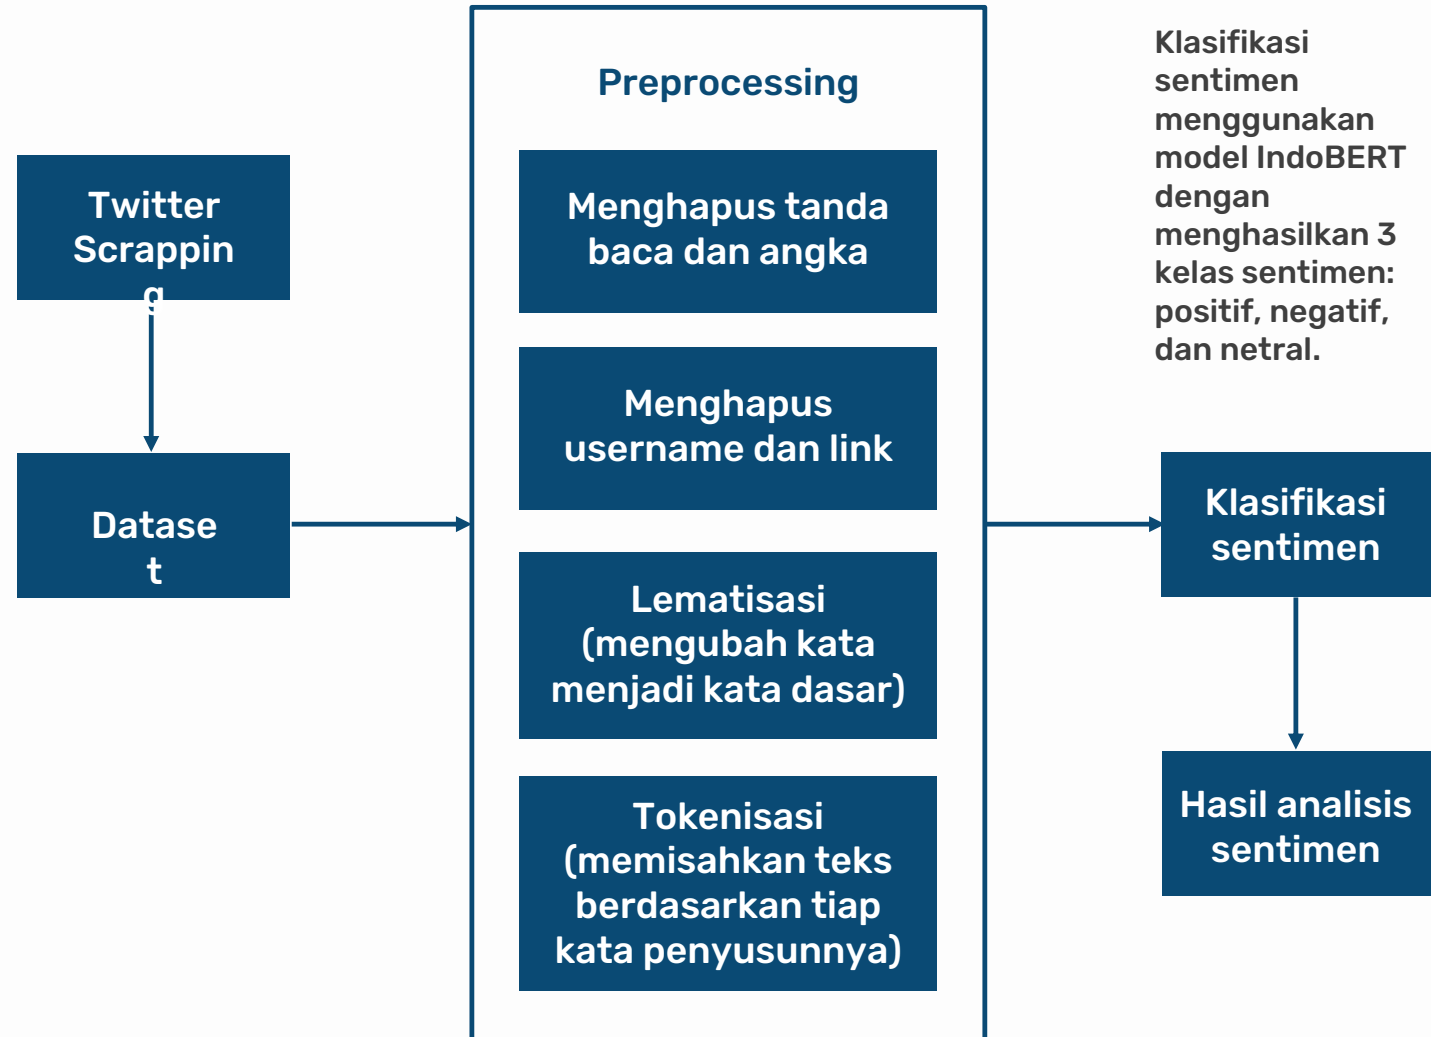 Twitter
Scrappin
g
Datase
t
Preprocessing
Menghapus tanda
baca dan angka
Menghapus
username dan link
Lematisasi
(mengubah kata
menjadi kata dasar)
Tokenisasi
(memisahkan teks
berdasarkan tiap
kata penyusunnya)
Klasifikasi
sentimen
menggunakan
model IndoBERT
dengan
menghasilkan 3
kelas sentimen:
positif, negatif,
dan netral.
Klasifikasi
sentimen
Hasil analisis
sentimen